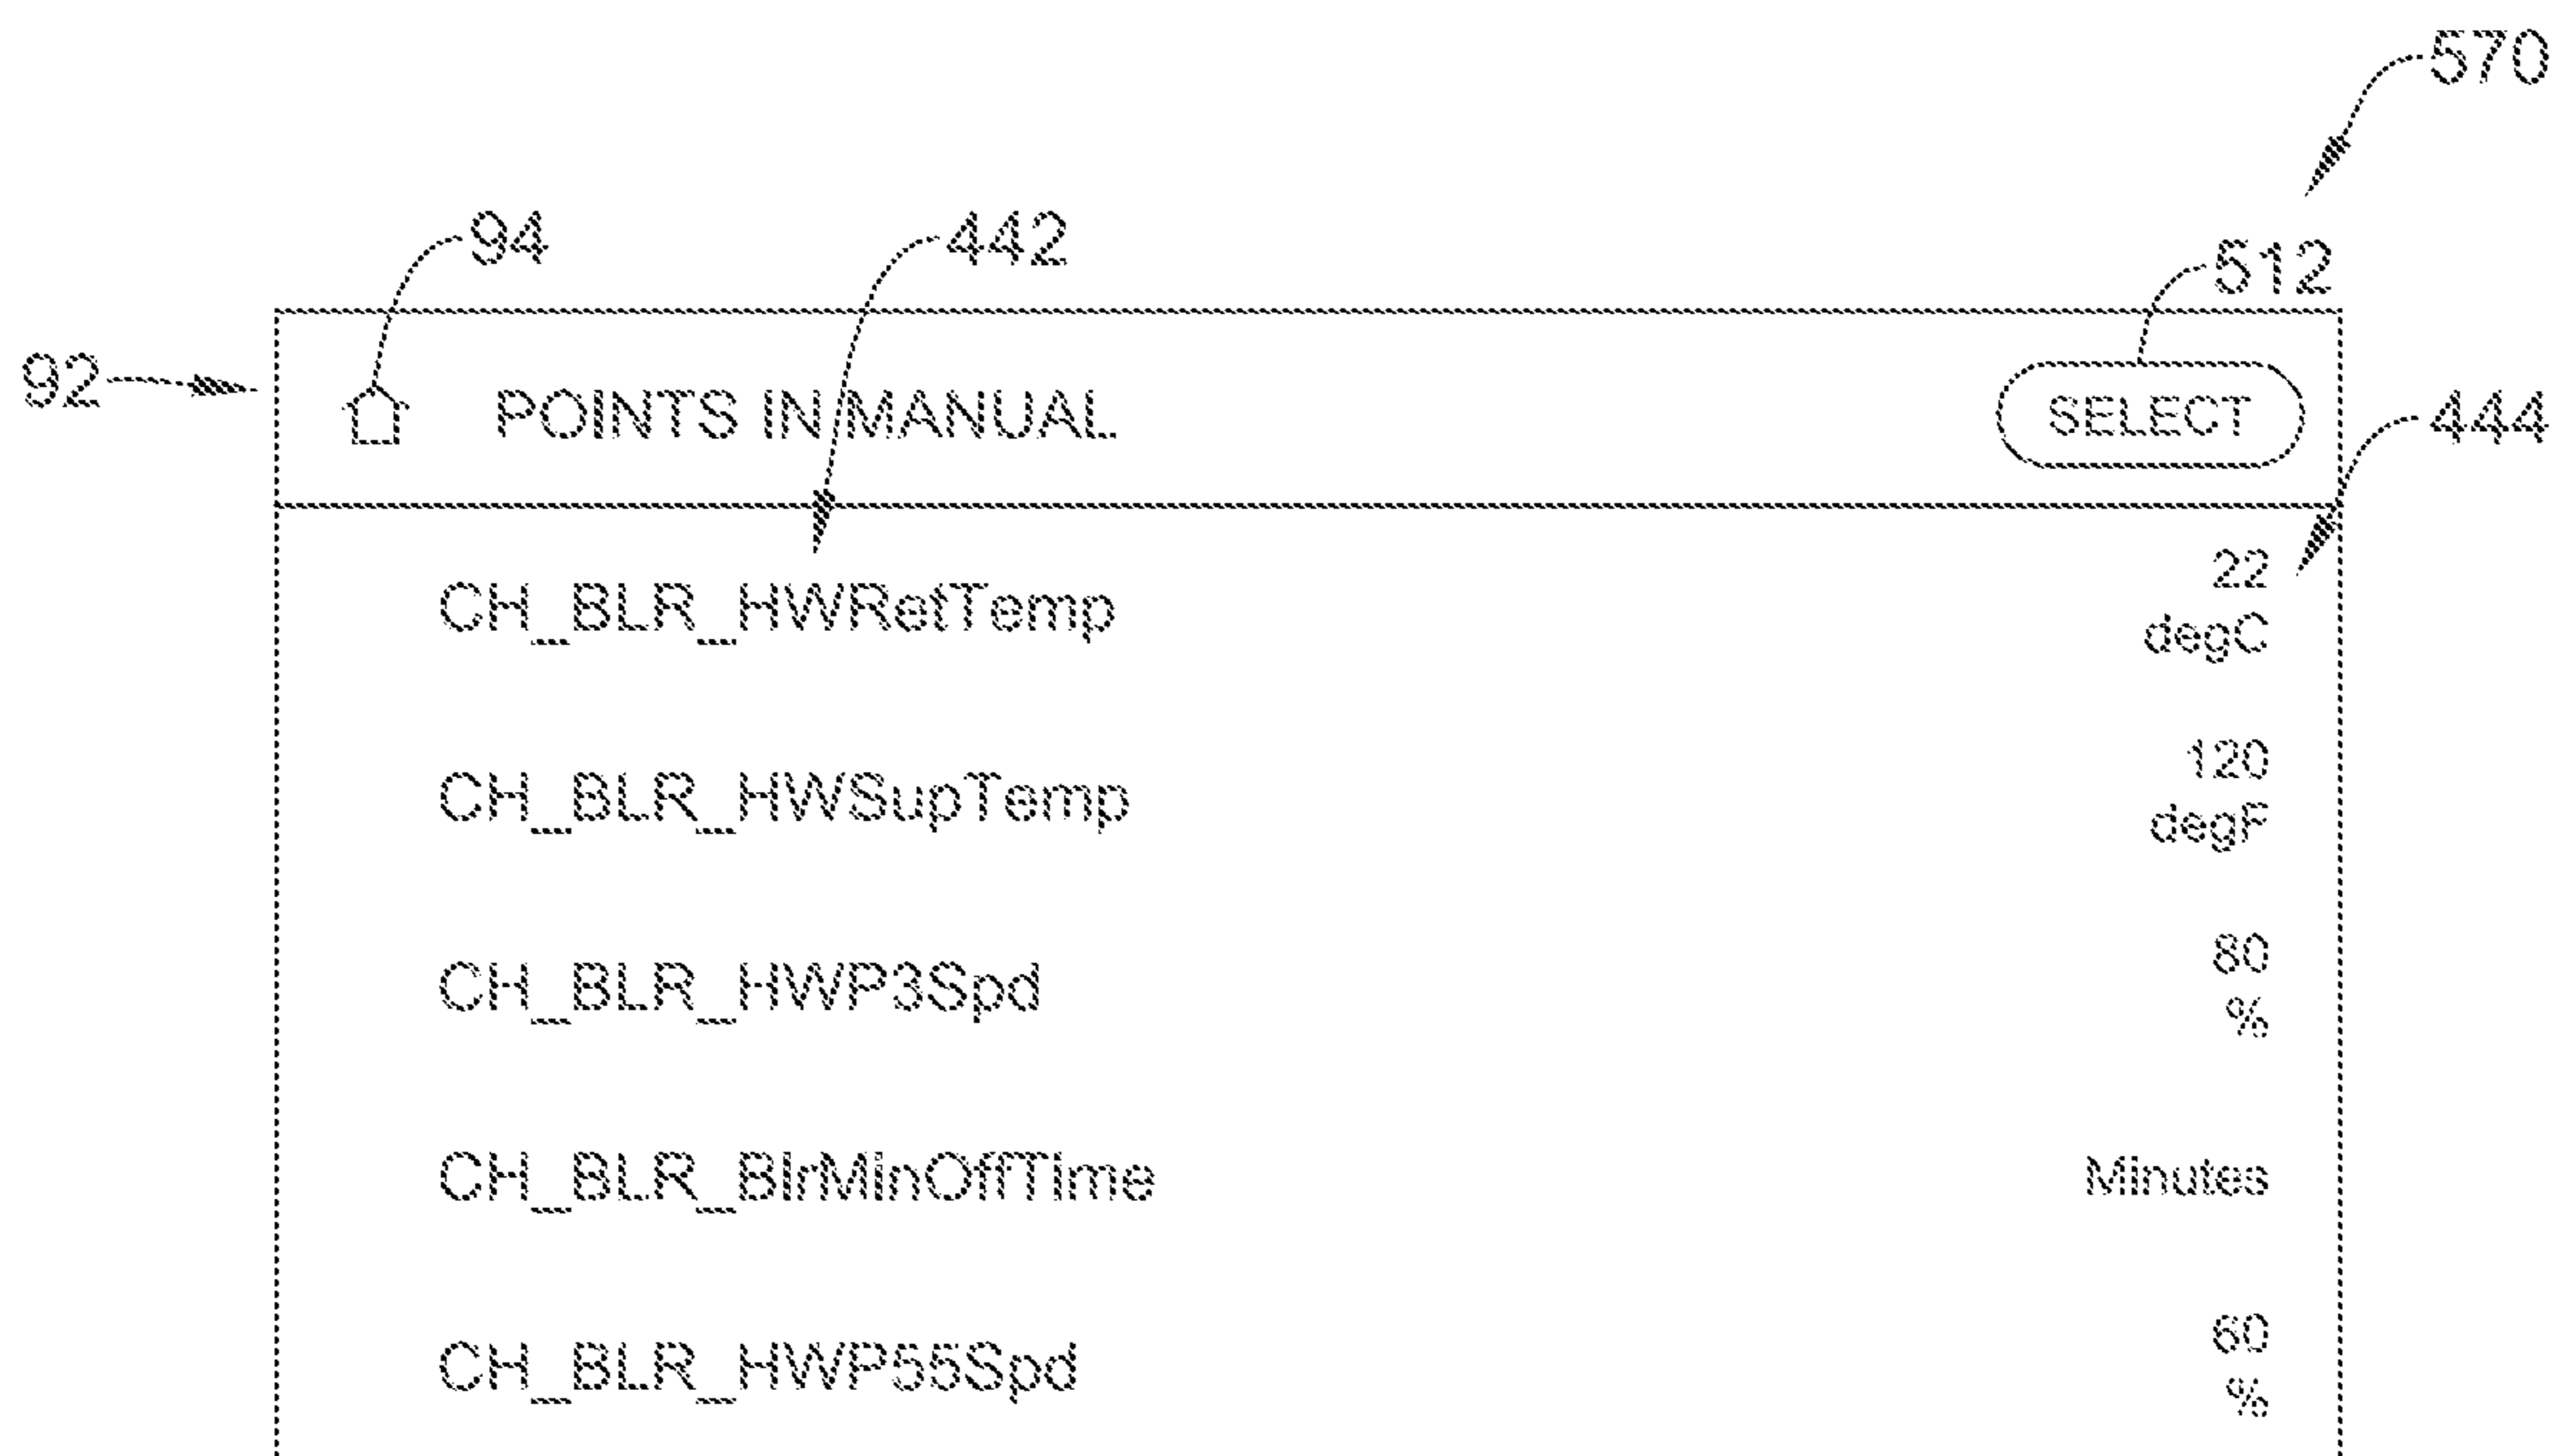 570
94
442
512
92
POINTS IN MANUAL
SELECT
444
CH_BLR_HWRetTemp
22
degC
CH_BLR_HWSupTemp
120
degF
CH_BLR_HWP3Spd
80
%
CH_BLR_BlrMinOffTime
Minutes
CH_BLR_HWP55Spd
60
%